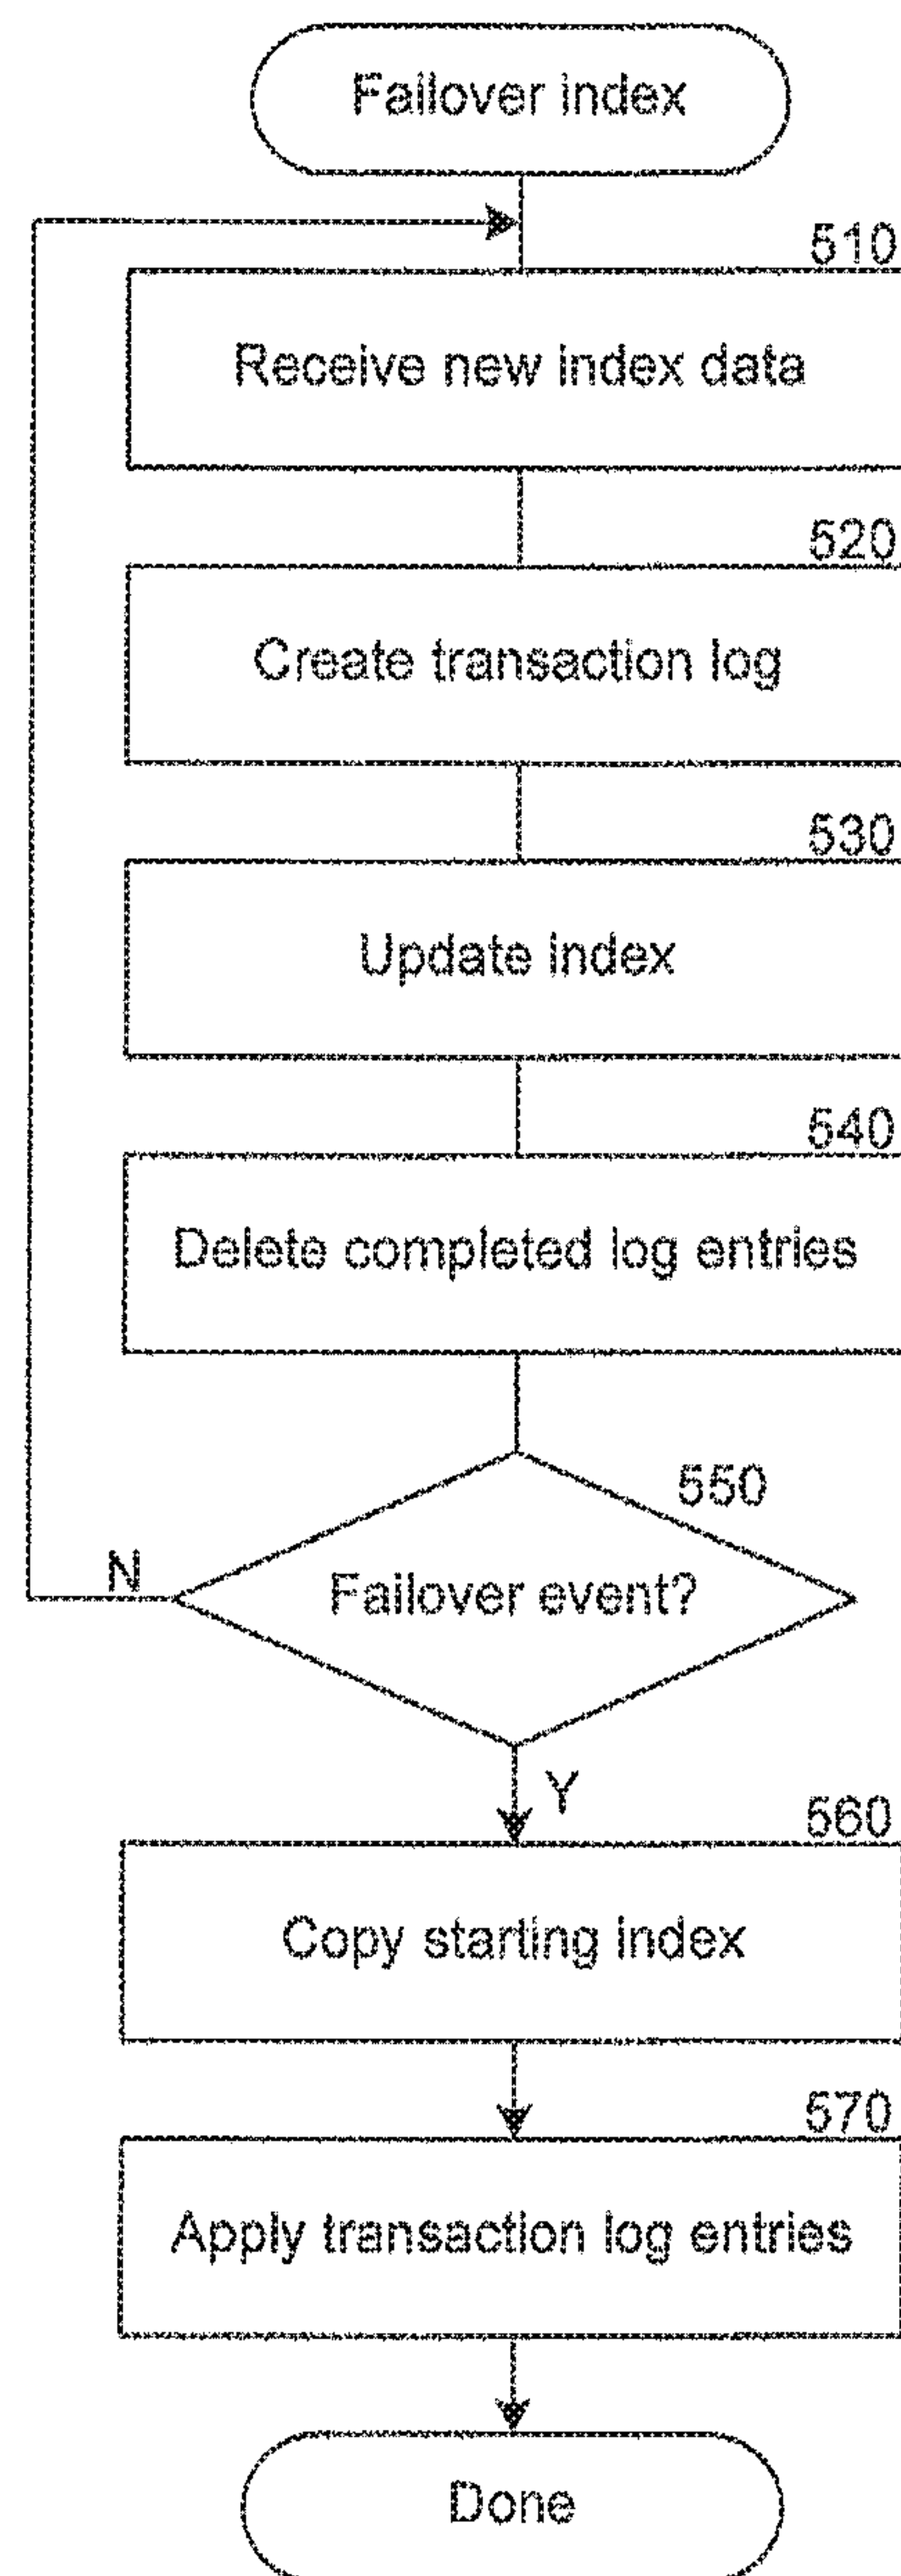 Failover index
510
Receive new index data
520
Create transaction log
530
Update index
540
Delete completed log entries
550
N
Failover event?
Y
560
Copy starting index
570
Apply transaction log entries
Done